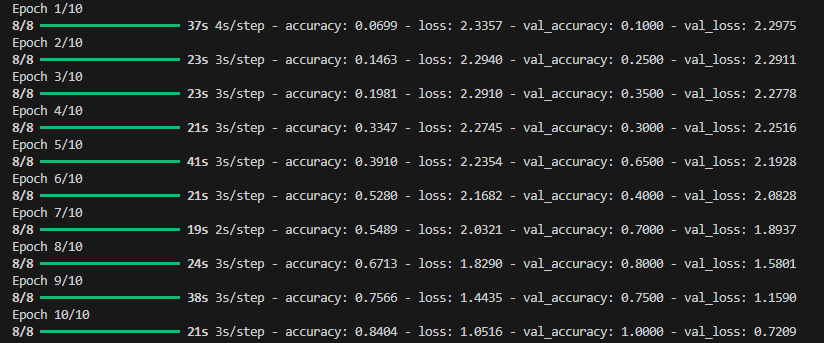 Epoch 1/10
8/8 ━━━━━━━━━━━━━━━━━━━━ 37s 4s/step - accuracy: 0.0699 - loss: 2.3357 - val_accuracy: 0.1000 - val_loss: 2.2975
Epoch 2/10
8/8 ━━━━━━━━━━━━━━━━━━━━ 23s 3s/step - accuracy: 0.1463 - loss: 2.2940 - val_accuracy: 0.2500 - val_loss: 2.2911
Epoch 3/10
8/8 ━━━━━━━━━━━━━━━━━━━━ 23s 3s/step - accuracy: 0.1981 - loss: 2.2910 - val_accuracy: 0.3500 - val_loss: 2.2778
Epoch 4/10
8/8 ━━━━━━━━━━━━━━━━━━━━ 21s 3s/step - accuracy: 0.3347 - loss: 2.2745 - val_accuracy: 0.3000 - val_loss: 2.2516
Epoch 5/10
8/8 ━━━━━━━━━━━━━━━━━━━━ 41s 3s/step - accuracy: 0.3910 - loss: 2.2354 - val_accuracy: 0.6500 - val_loss: 2.1928
Epoch 6/10
8/8 ━━━━━━━━━━━━━━━━━━━━ 21s 3s/step - accuracy: 0.5280 - loss: 2.1682 - val_accuracy: 0.4000 - val_loss: 2.0828
Epoch 7/10
8/8 ━━━━━━━━━━━━━━━━━━━━ 19s 2s/step - accuracy: 0.5489 - loss: 2.0321 - val_accuracy: 0.7000 - val_loss: 1.8937
Epoch 8/10
8/8 ━━━━━━━━━━━━━━━━━━━━ 24s 3s/step - accuracy: 0.6713 - loss: 1.8290 - val_accuracy: 0.8000 - val_loss: 1.5801
Epoch 9/10
8/8 ━━━━━━━━━━━━━━━━━━━━ 38s 3s/step - accuracy: 0.7566 - loss: 1.4435 - val_accuracy: 0.7500 - val_loss: 1.1590
Epoch 10/10
8/8 ━━━━━━━━━━━━━━━━━━━━ 21s 3s/step - accuracy: 0.8404 - loss: 1.0516 - val_accuracy: 1.0000 - val_loss: 0.7209